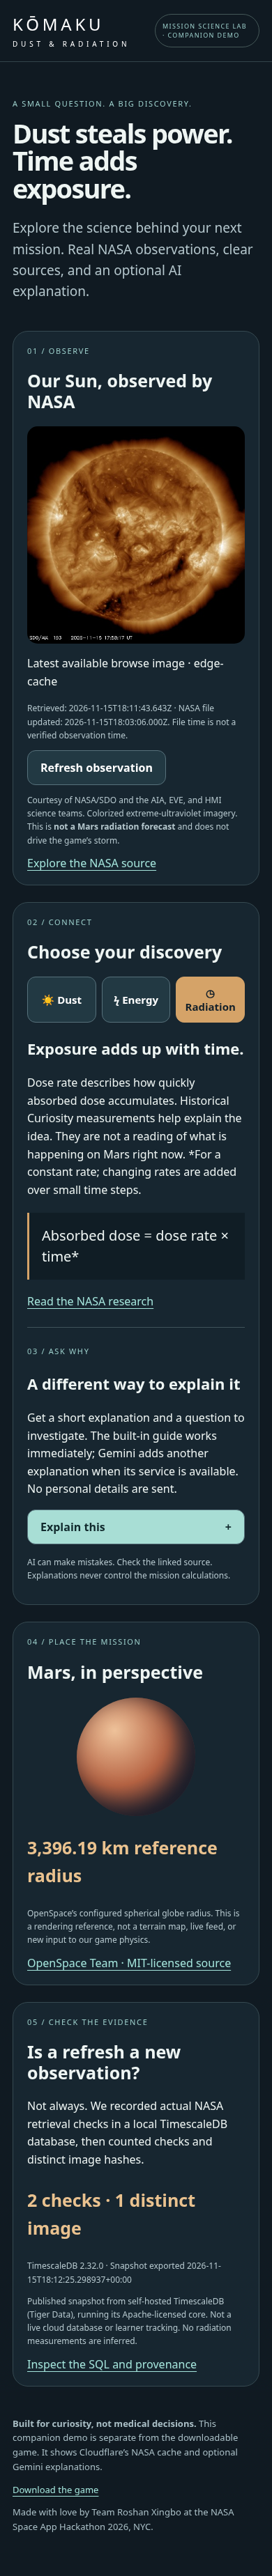 KŌMAKU
DUST & RADIATION
MISSION SCIENCE LAB
· COMPANION DEMO
A SMALL QUESTION. A BIG DISCOVERY.
Dust steals power.
Time adds
exposure.
Explore the science behind your next
mission. Real NASA observations, clear
sources, and an optional AI
explanation.
01 / OBSERVE
Our Sun, observed by
NASA
SDO/AIA 193 2026-11-15 17:56:17 UT
Latest available browse image · edge-
cache
Retrieved: 2026-11-15T18:11:43.643Z · NASA file
updated: 2026-11-15T18:03:06.000Z. File time is not a
verified observation time.
Refresh observation
Courtesy of NASA/SDO and the AIA, EVE, and HMI
science teams. Colorized extreme-ultraviolet imagery.
This is not a Mars radiation forecast and does not
drive the game's storm.
Explore the NASA source
02 / CONNECT
Choose your discovery
☀️ Dust
ϟ Energy
◷
Radiation
Exposure adds up with time.
Dose rate describes how quickly
absorbed dose accumulates. Historical
Curiosity measurements help explain the
idea. They are not a reading of what is
happening on Mars right now. *For a
constant rate; changing rates are added
over small time steps.
Absorbed dose = dose rate ×
time*
Read the NASA research
03 / ASK WHY
A different way to explain it
Get a short explanation and a question to
investigate. The built-in guide works
immediately; Gemini adds another
explanation when its service is available.
No personal details are sent.
Explain this +
AI can make mistakes. Check the linked source.
Explanations never control the mission calculations.
04 / PLACE THE MISSION
Mars, in perspective
3,396.19 km reference
radius
OpenSpace's configured spherical globe radius. This is
a rendering reference, not a terrain map, live feed, or
new input to our game physics.
OpenSpace Team · MIT-licensed source
05 / CHECK THE EVIDENCE
Is a refresh a new
observation?
Not always. We recorded actual NASA
retrieval checks in a local TimescaleDB
database, then counted checks and
distinct image hashes.
2 checks · 1 distinct
image
TimescaleDB 2.32.0 · Snapshot exported 2026-11-
15T18:12:25.298937+00:00
Published snapshot from self-hosted TimescaleDB
(Tiger Data), running its Apache-licensed core. Not a
live cloud database or learner tracking. No radiation
measurements are inferred.
Inspect the SQL and provenance
Built for curiosity, not medical decisions. This
companion demo is separate from the downloadable
game. It shows Cloudflare's NASA cache and optional
Gemini explanations.
Download the game
Made with love by Team Roshan Xingbo at the NASA
Space App Hackathon 2026, NYC.